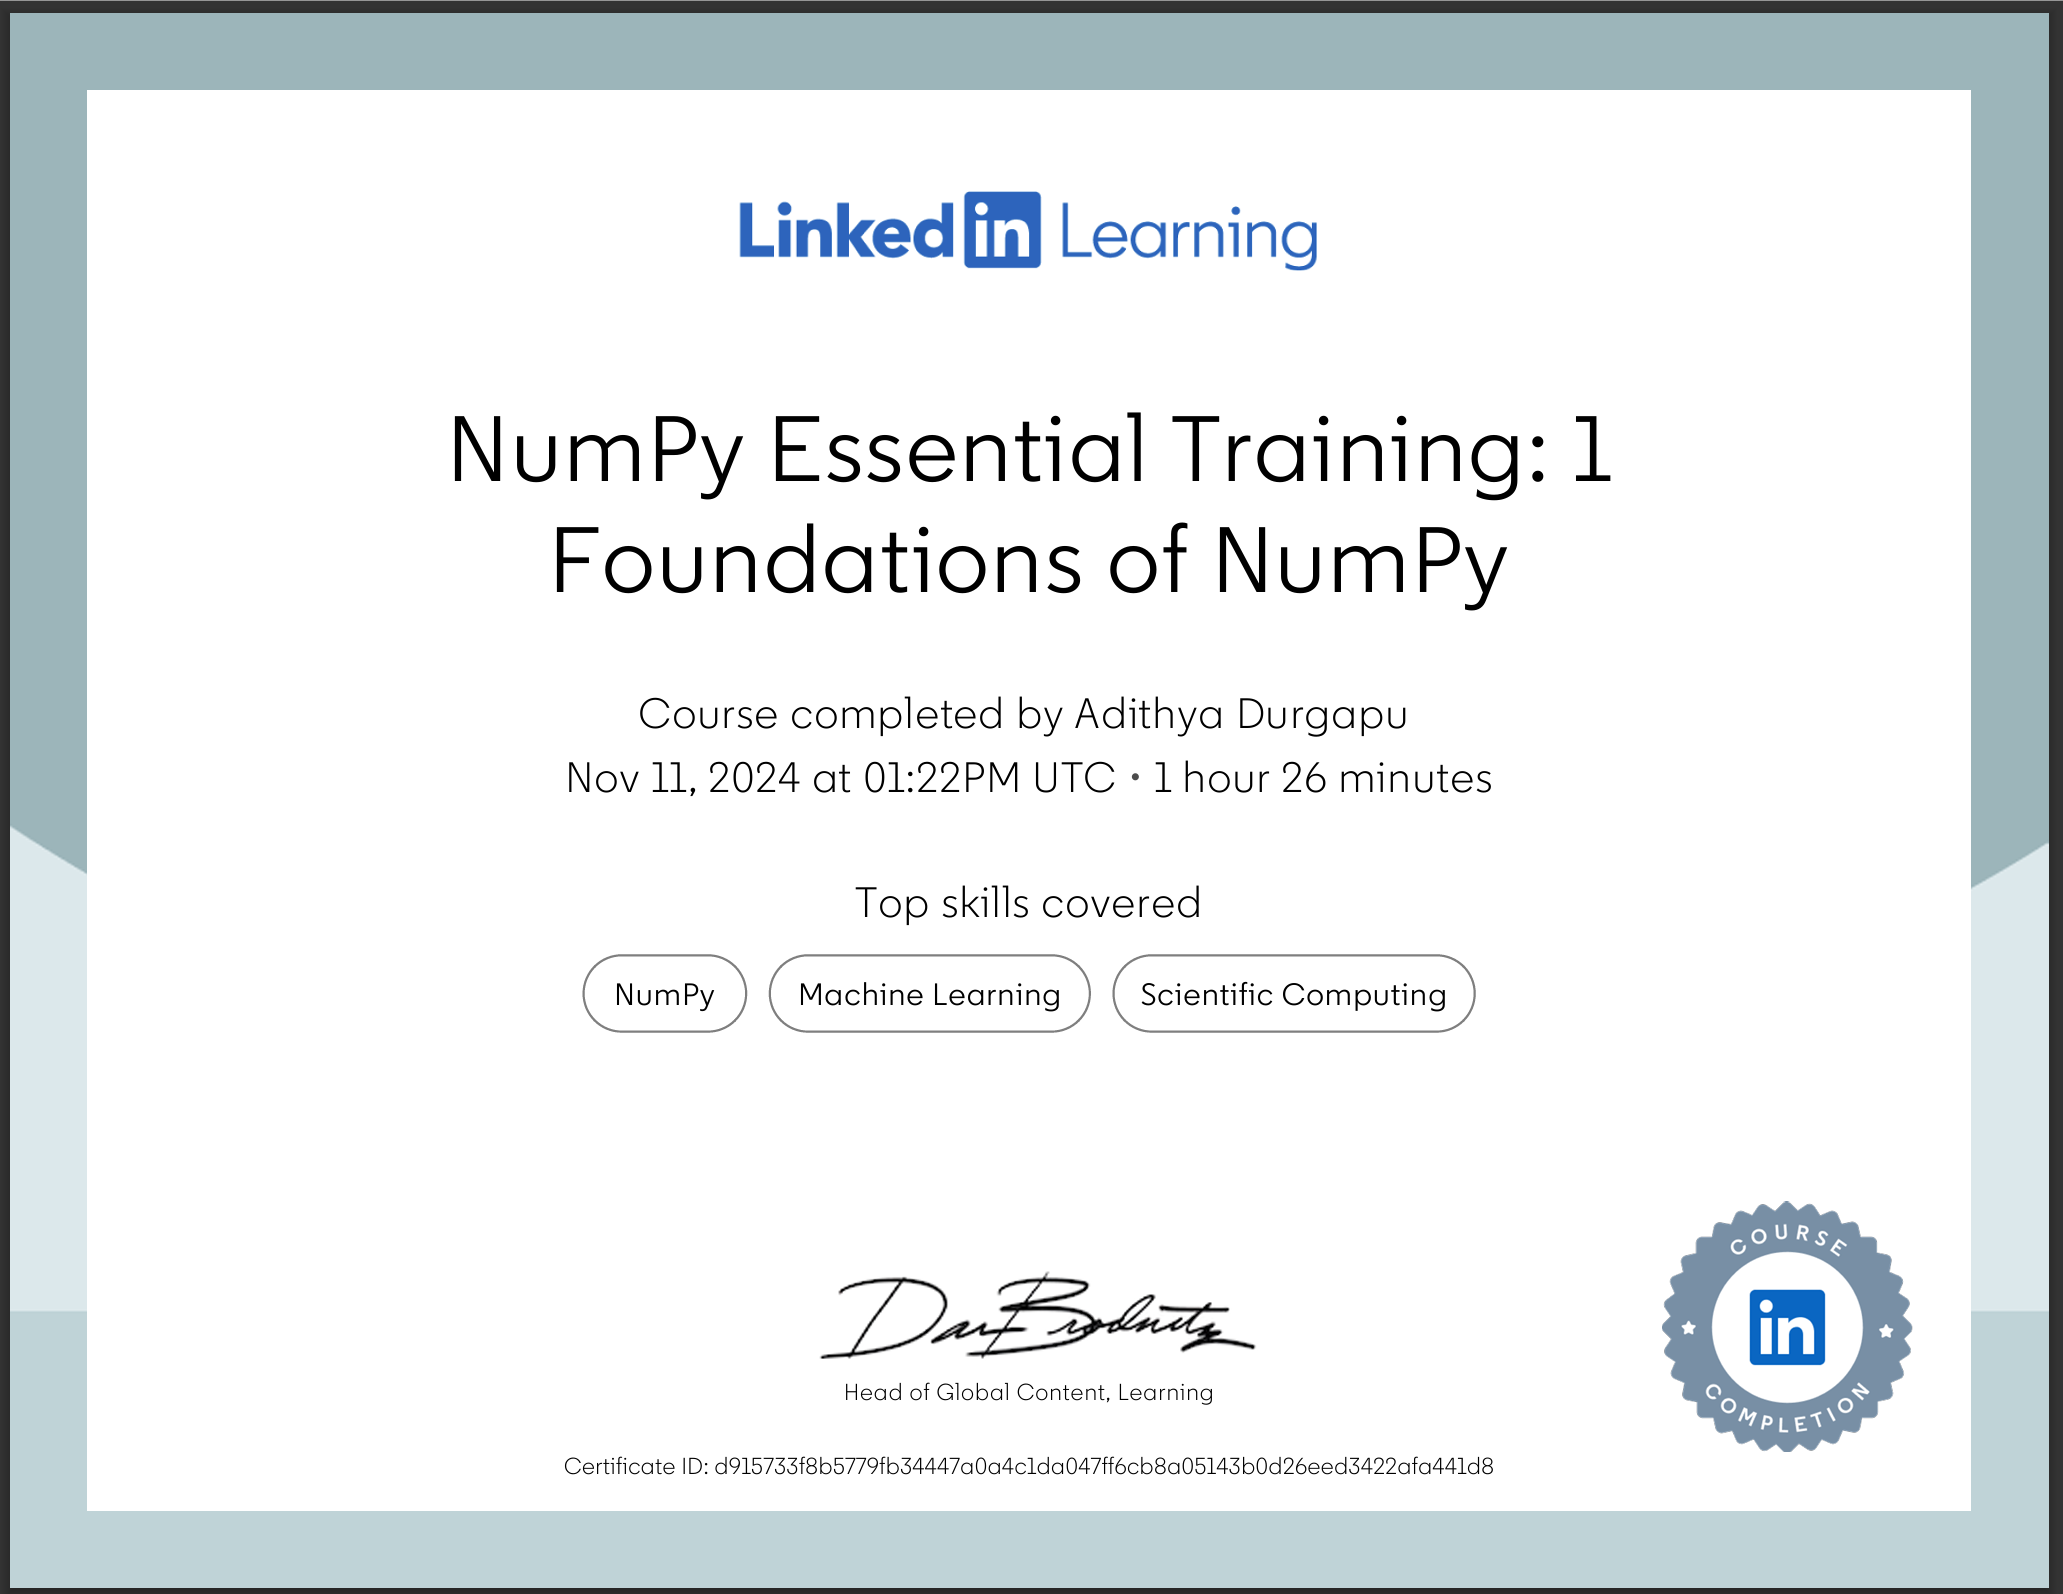 Linked in Learning
NumPy Essential Training: 1
Foundations of NumPy
Course completed by Adithya Durgapu
Nov 11, 2024 at 01:22PM UTC • 1 hour 26 minutes
Top skills covered
NumPy Machine Learning Scientific Computing
Dan Brodnitz
Head of Global Content, Learning
COURSE
in
COMPLETION
Certificate ID: d915733f8b5779fb34447a0a4c1da047ff6cb8a05143b0d26eed3422afa441d8